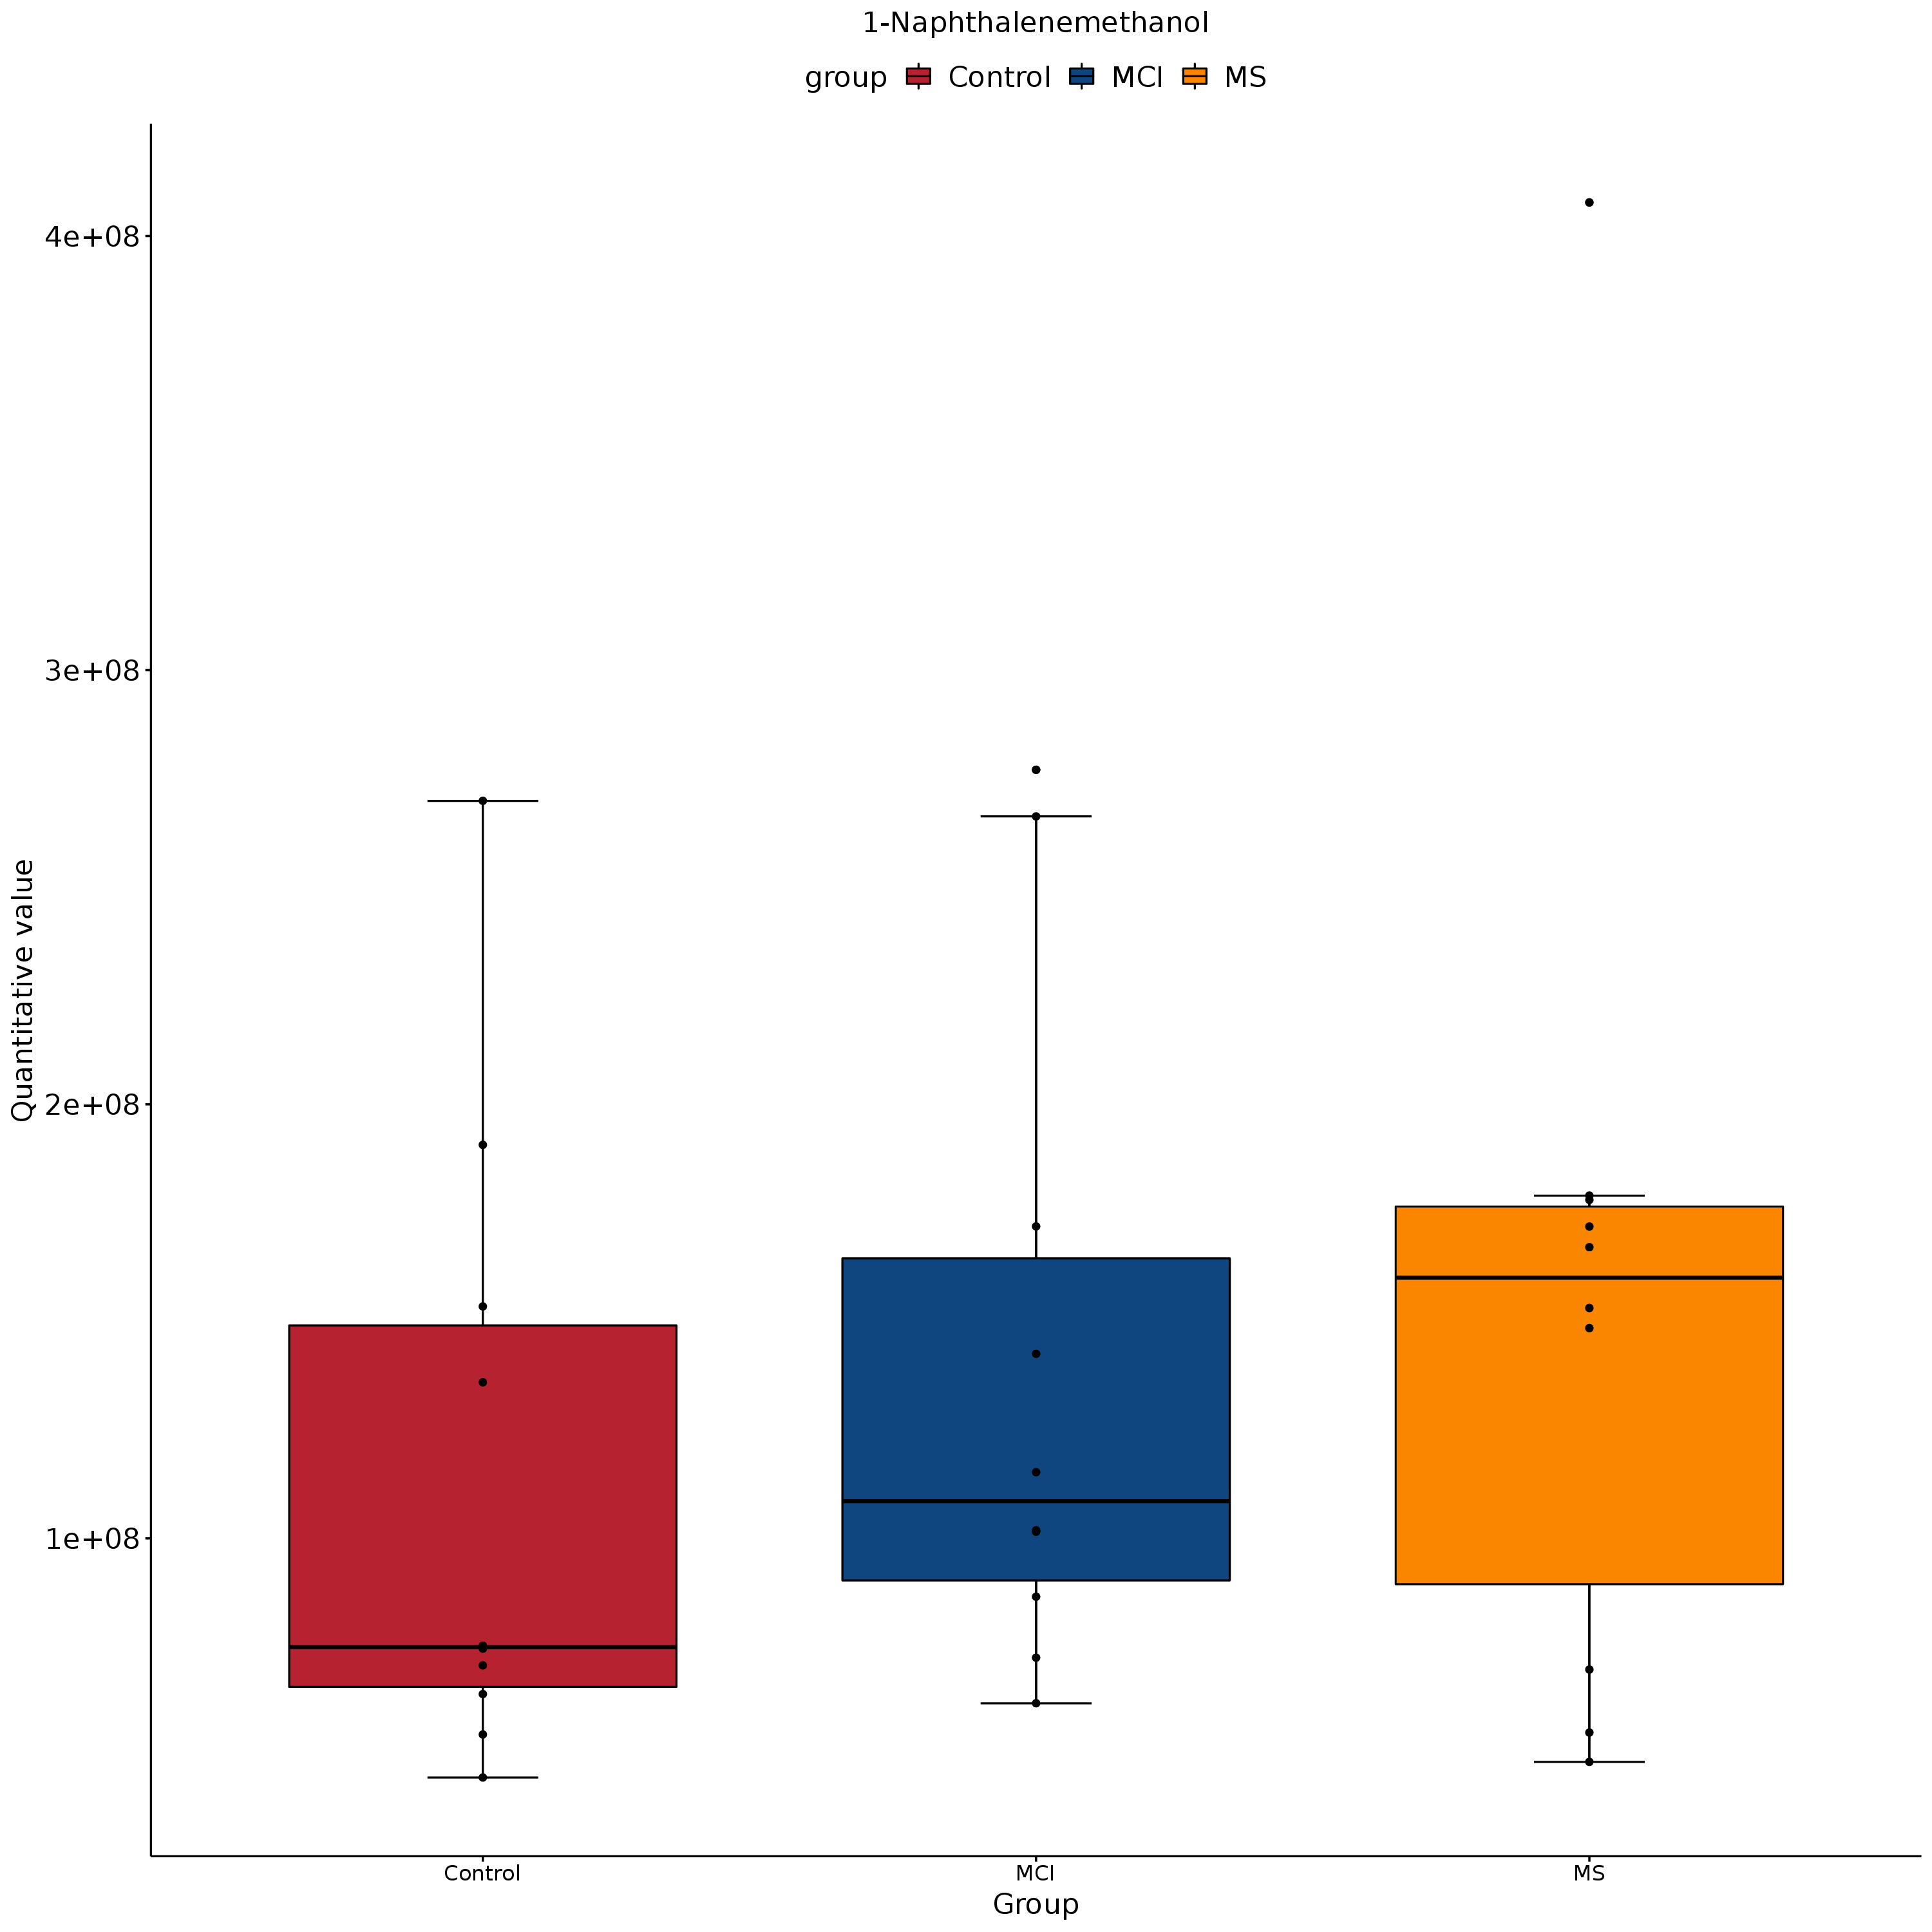 1-Naphthalenemethanol
group Control MCI MS
4e+08
3e+08
2e+08
1e+08
Quantitative value
Control MCI MS
Group